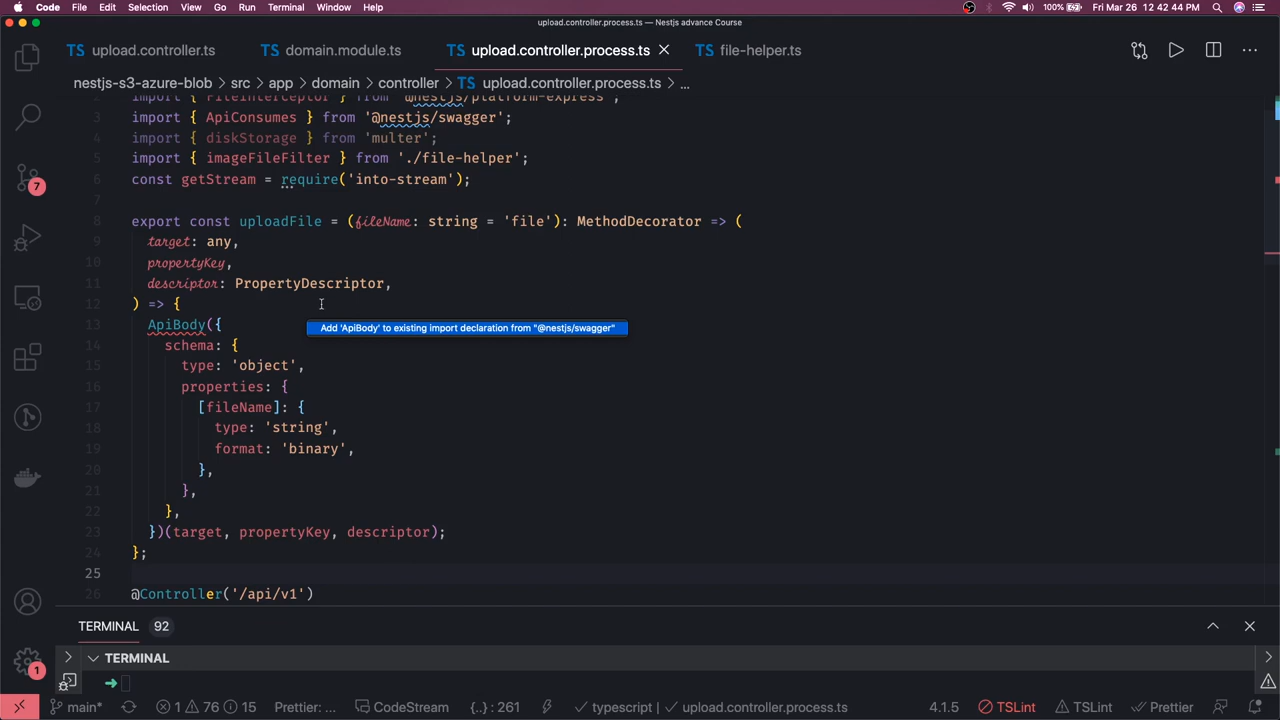 Code File Edit Selection View Go Run Terminal Window Help 100% Fri Mar 26 12:42:44 PM
upload.controller.process.ts — Nestjs advance Course
TS upload.controller.ts TS domain.module.ts TS upload.controller.process.ts TS file-helper.ts
nestjs-s3-azure-blob > src > app > domain > controller > TS upload.controller.process.ts > ...
2 import { FileInterceptor } from '@nestjs/platform-express';
3 import { ApiConsumes } from '@nestjs/swagger';
4 import { diskStorage } from 'multer';
5 import { imageFileFilter } from './file-helper';
6 const getStream = require('into-stream');
7
8 export const uploadFile = (fileName: string = 'file'): MethodDecorator => (
9 target: any,
10 propertyKey,
11 descriptor: PropertyDescriptor,
12 ) => {
13 ApiBody({
Add 'ApiBody' to existing import declaration from "@nestjs/swagger"
14 schema: {
15 type: 'object',
16 properties: {
17 [fileName]: {
18 type: 'string',
19 format: 'binary',
20 },
21 },
22 },
23 })(target, propertyKey, descriptor);
24 };
25
26 @Controller('/api/v1')
7
1
TERMINAL 92
TERMINAL
main* 1 76 15 Prettier: ... CodeStream {..} : 261 typescript | upload.controller.process.ts 4.1.5 TSLint TSLint Prettier